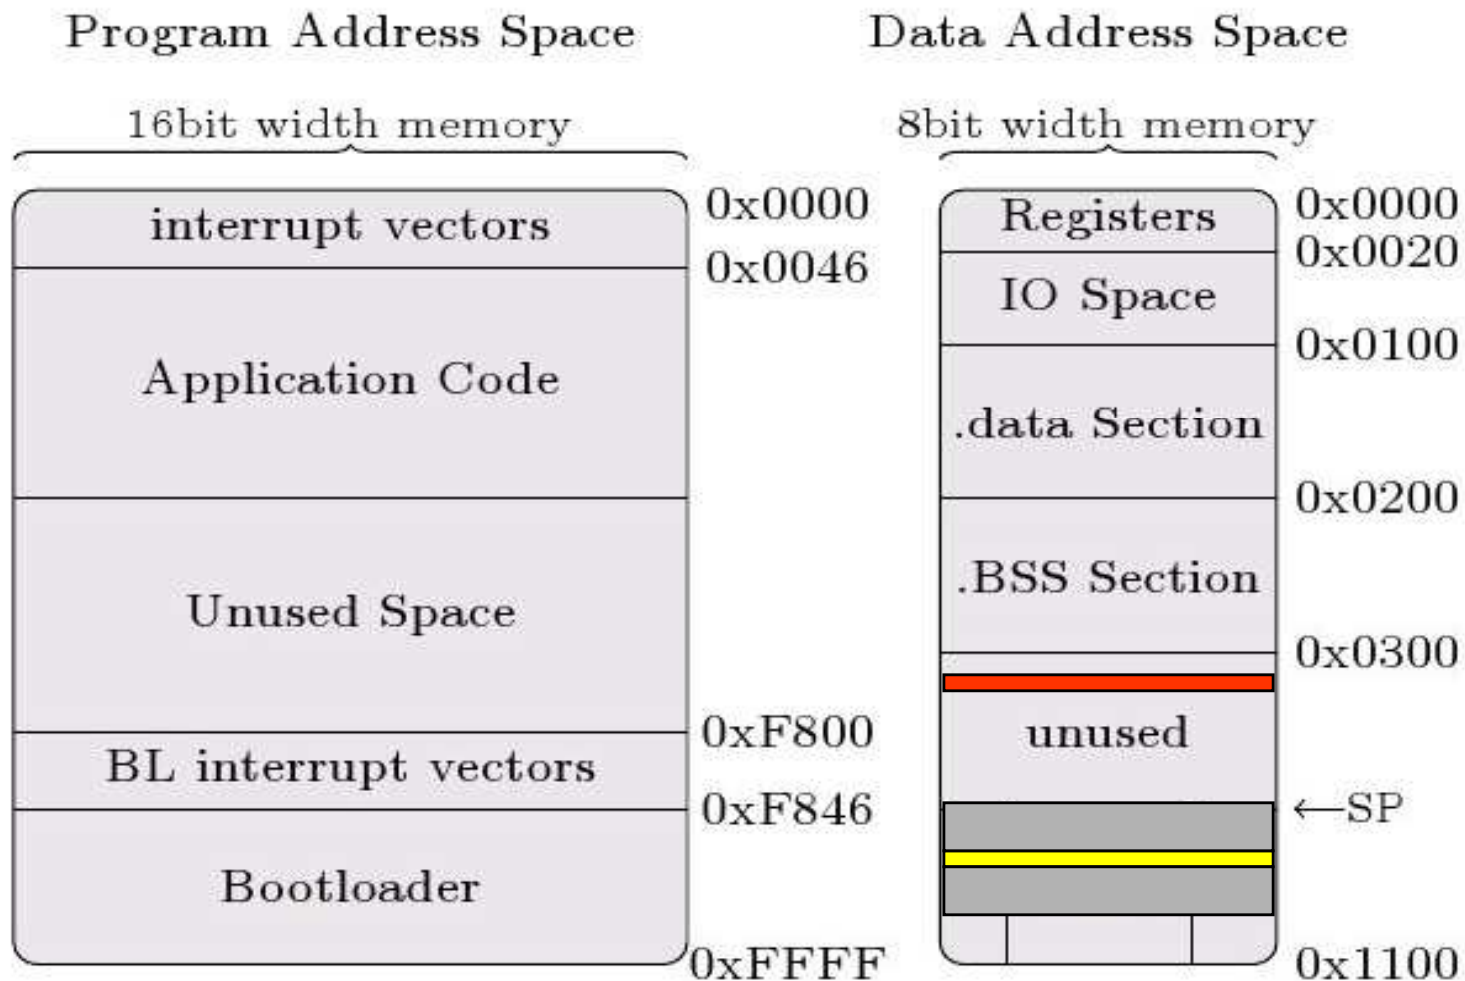 Program Address Space
16bit width memory
0x0000
interrupt vectors
0x0046
Application Code
Unused Space
0xF800
BL interrupt vectors
0xF846
Bootloader
0xFFFF
Data Address Space
8bit width memory
0x0000
Registers
0x0020
IO Space
0x0100
.data Section
0x0200
.BSS Section
0x0300
unused
←SP
0x1100